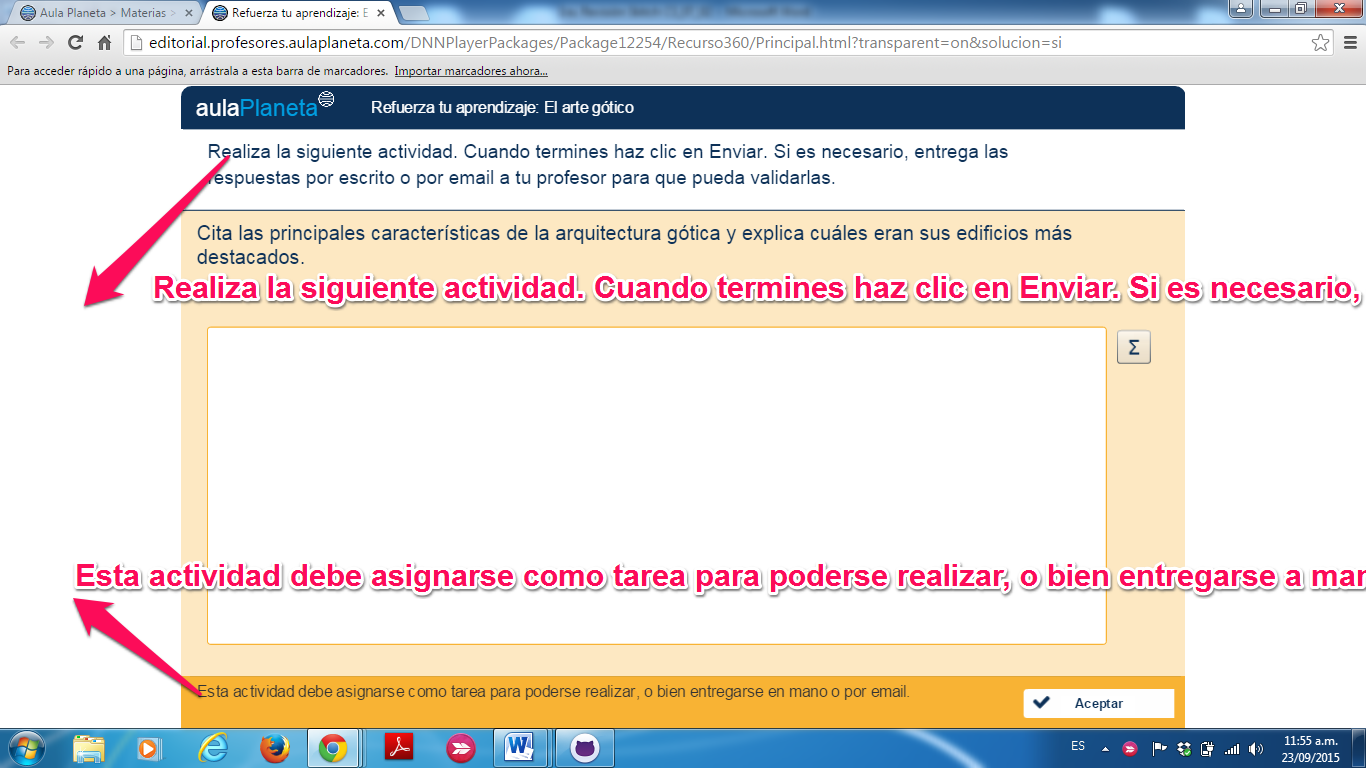 Aula Planeta > Materias >
Refuerza tu aprendizaje: E
editorial.profesores.aulaplaneta.com/DNNPlayerPackages/Package12254/Recurso360/Principal.html?transparent=on&solucion=si
Para acceder rápido a una página, arrástrala a esta barra de marcadores. Importar marcadores ahora...
aulaPlaneta Refuerza tu aprendizaje: El arte gótico
Realiza la siguiente actividad. Cuando termines haz clic en Enviar. Si es necesario, entrega las
respuestas por escrito o por email a tu profesor para que pueda validarlas.
Cita las principales características de la arquitectura gótica y explica cuáles eran sus edificios más
destacados.
Realiza la siguiente actividad. Cuando termines haz clic en Enviar. Si es necesario,
Σ
Esta actividad debe asignarse como tarea para poderse realizar, o bien entregarse a man
Esta actividad debe asignarse como tarea para poderse realizar, o bien entregarse en mano o por email.
Aceptar
ES
11:55 a.m.
23/09/2015